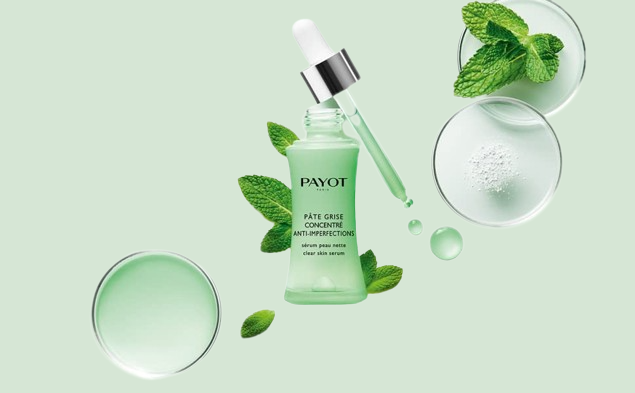 PAYOT
PARIS
PÂTE GRISE
CONCENTRÉ
ANTI-IMPERFECTIONS
sérum peau nette
clear skin serum